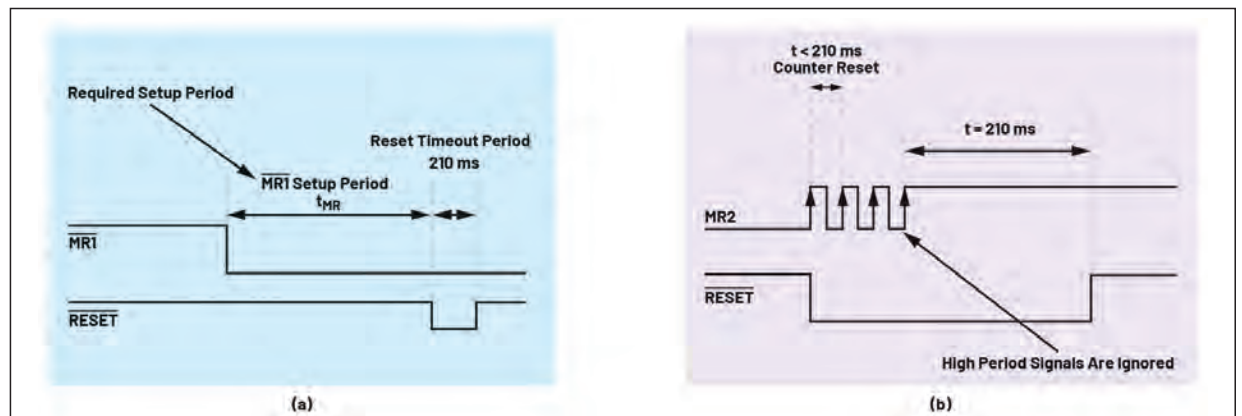 Required Setup Period
Reset Timeout Period
210 ms
MR1 Setup Period
tMR
MR1
RESET
(a)
t < 210 ms
Counter Reset
t = 210 ms
MR2
RESET
High Period Signals Are Ignored
(b)